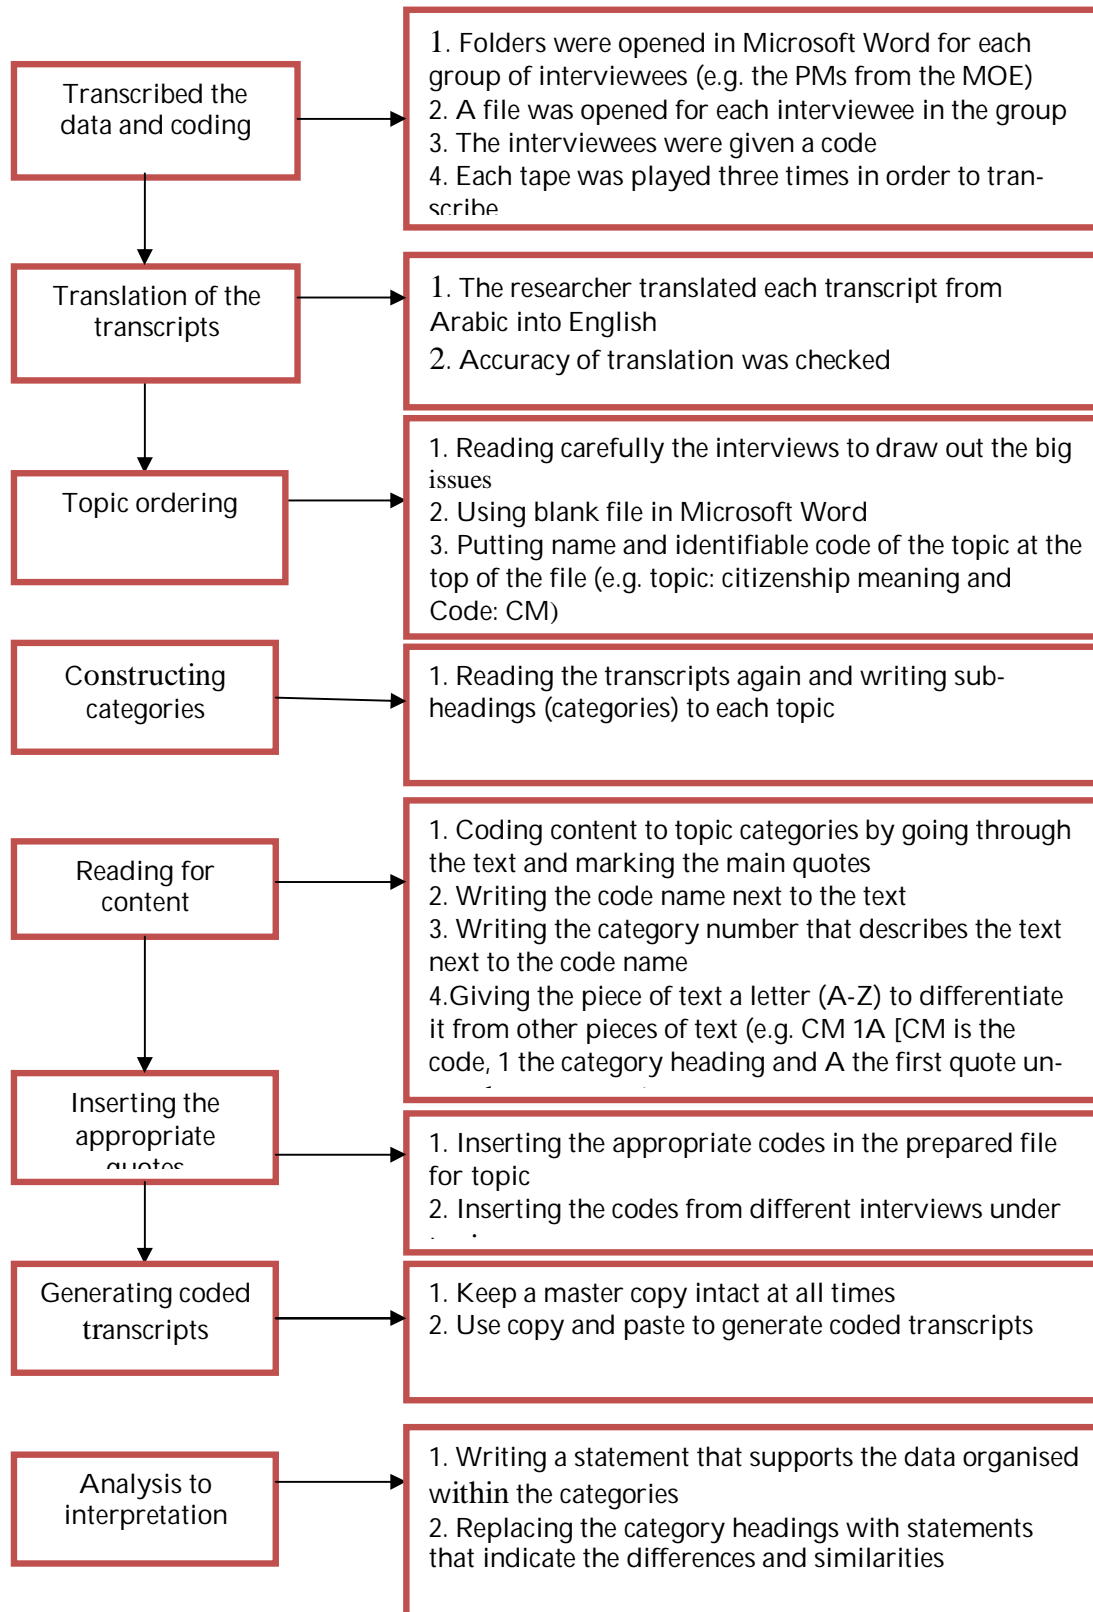 Transcribed the
data and coding
1. Folders were opened in Microsoft Word for each
group of interviewees (e.g. the PMs from the MOE)
2. A file was opened for each interviewee in the group
3. The interviewees were given a code
4. Each tape was played three times in order to tran-
scribe
Translation of the
transcripts
1. The researcher translated each transcript from
Arabic into English
2. Accuracy of translation was checked
Topic ordering
1. Reading carefully the interviews to draw out the big
issues
2. Using blank file in Microsoft Word
3. Putting name and identifiable code of the topic at the
top of the file (e.g. topic: citizenship meaning and
Code: CM)
Constructing
categories
1. Reading the transcripts again and writing sub-
headings (categories) to each topic
Reading for
content
1. Coding content to topic categories by going through
the text and marking the main quotes
2. Writing the code name next to the text
3. Writing the category number that describes the text
next to the code name
4.Giving the piece of text a letter (A-Z) to differentiate
it from other pieces of text (e.g. CM 1A [CM is the
code, 1 the category heading and A the first quote un-
Inserting the
appropriate
quotes
1. Inserting the appropriate codes in the prepared file
for topic
2. Inserting the codes from different interviews under
Generating coded
transcripts
1. Keep a master copy intact at all times
2. Use copy and paste to generate coded transcripts
Analysis to
interpretation
1. Writing a statement that supports the data organised
within the categories
2. Replacing the category headings with statements
that indicate the differences and similarities